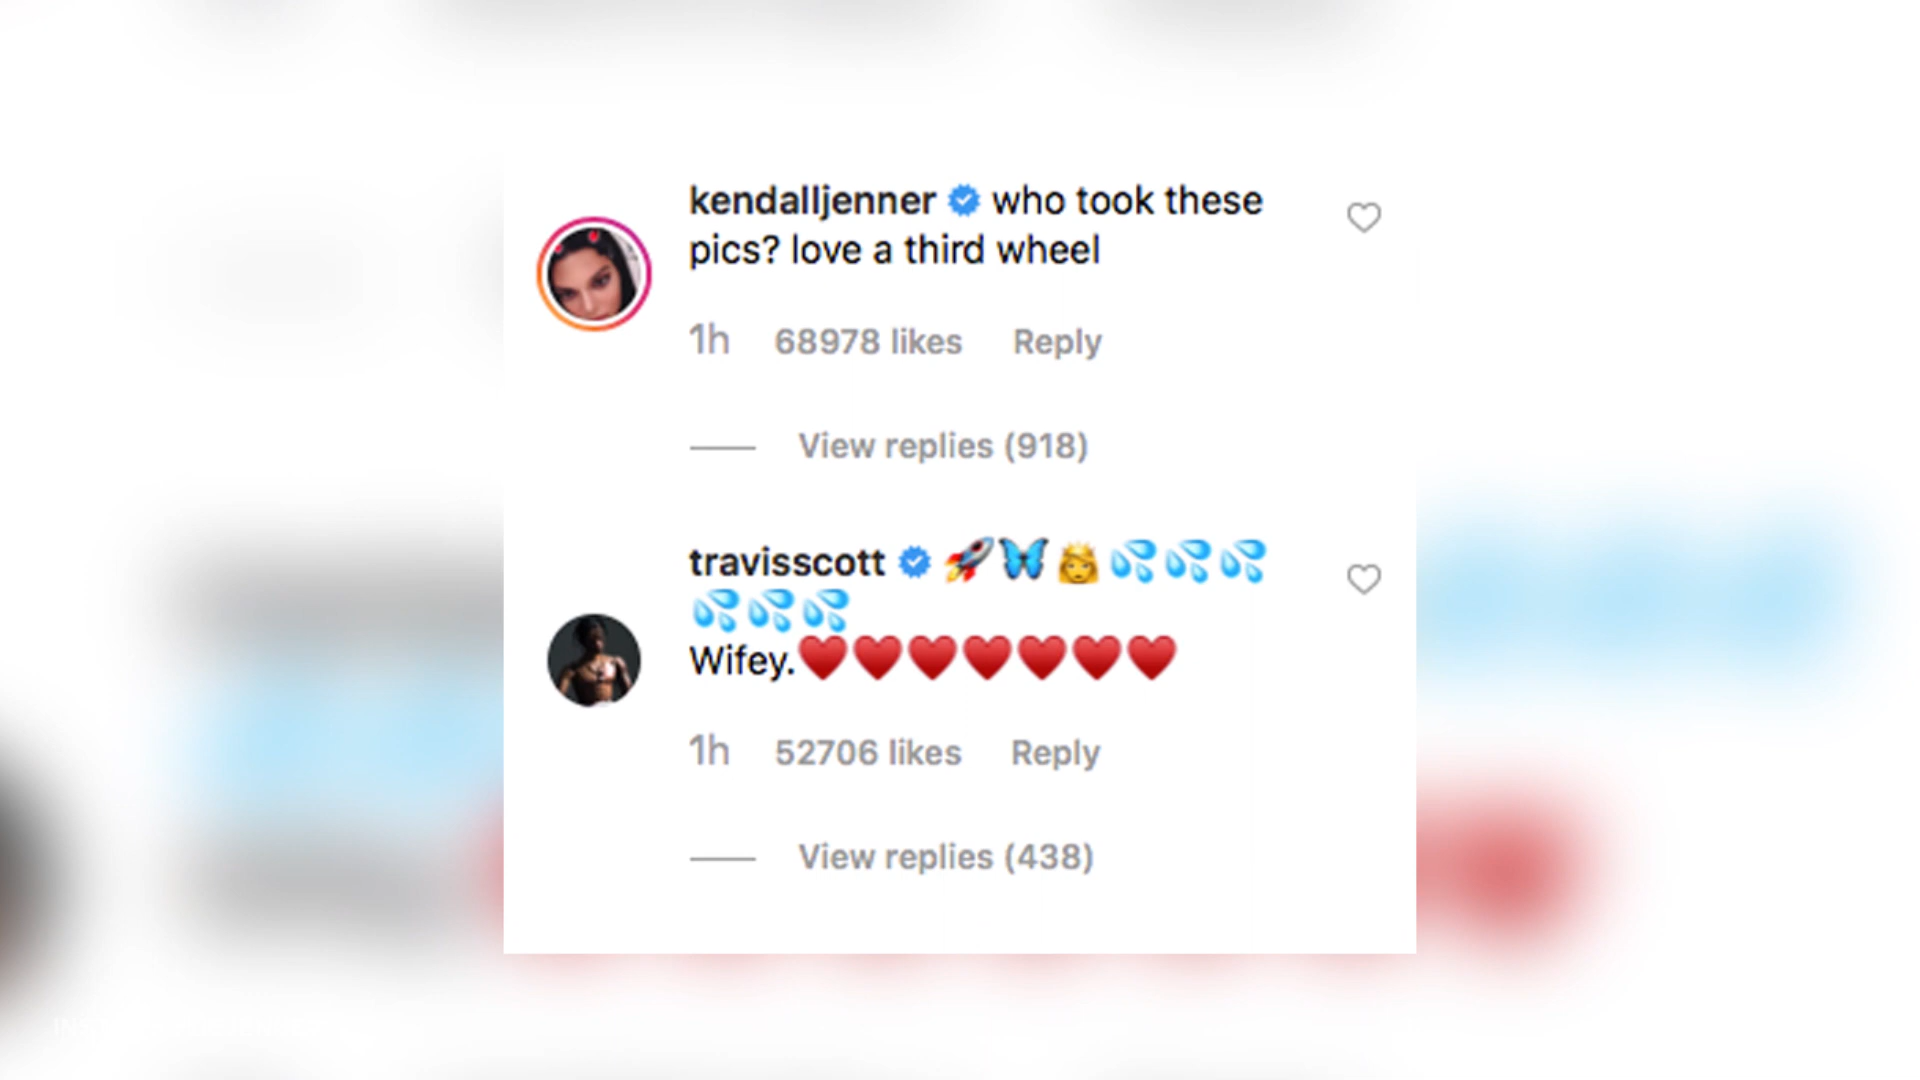 kendalljenner who took these
pics? love a third wheel
1h 68978 likes Reply
View replies (918)
travisscott 🚀🦋👸💦💦💦
💦💦💦
Wifey.❤️❤️❤️❤️❤️❤️❤️
1h 52706 likes Reply
View replies (438)